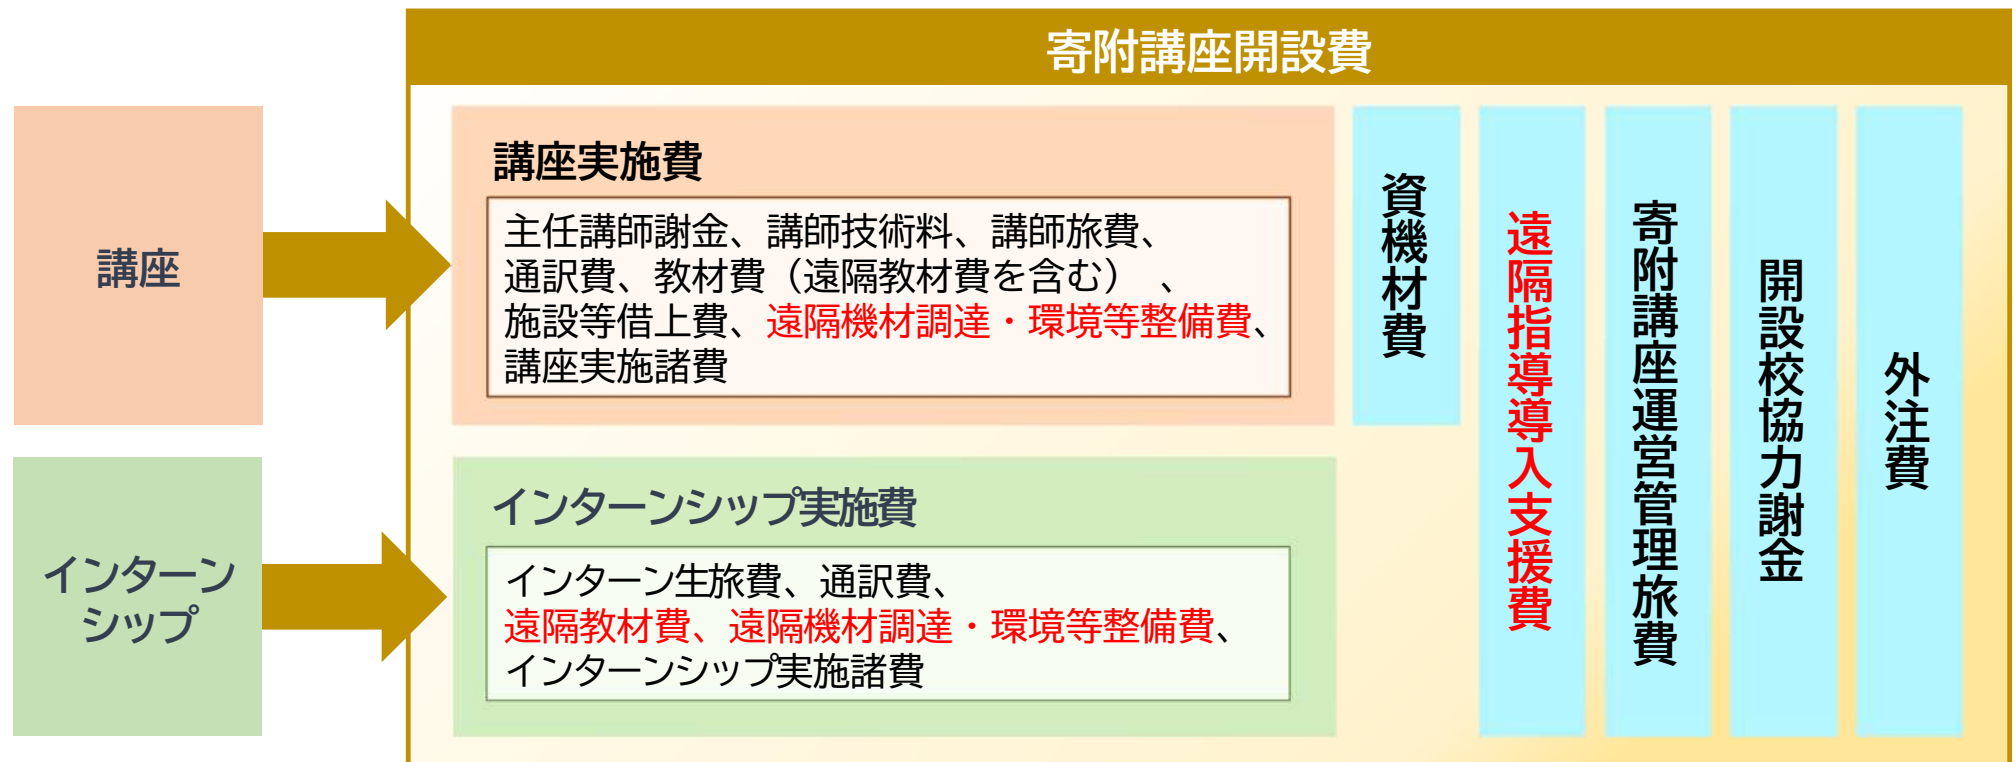 寄附講座開設費
講座
講座実施費
主任講師謝金、講師技術料、講師旅費、
通訳費、教材費（遠隔教材費を含む） 、
施設等借上費、遠隔機材調達・環境等整備費、
講座実施諸費
インターン
シップ
インターンシップ実施費
インターン生旅費、通訳費、
遠隔教材費、遠隔機材調達・環境等整備費、
インターンシップ実施諸費
資機材費
遠隔指導導入支援費
寄附講座運営管理旅費
開設校協力謝金
外注費